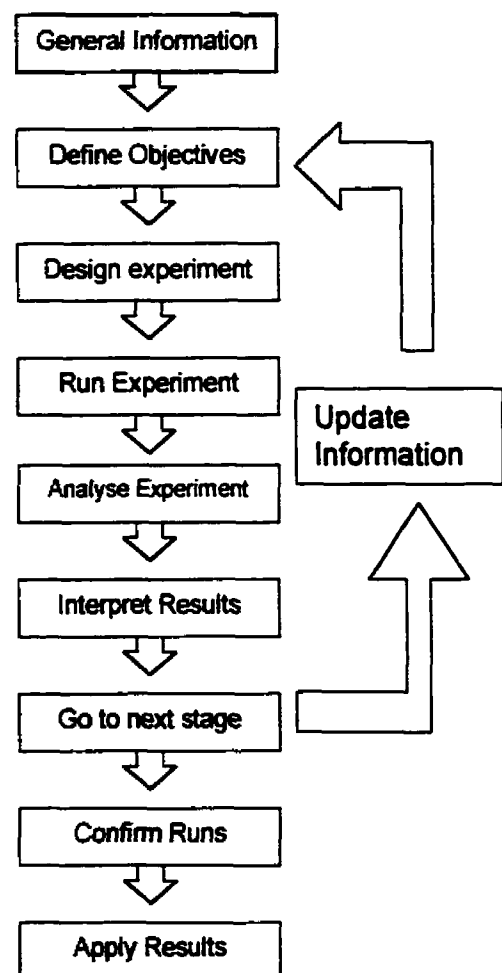 General Information
Define Objectives
Design experiment
Run Experiment
Analyse Experiment
Interpret Results
Go to next stage
Confirm Runs
Apply Results
Update
Information